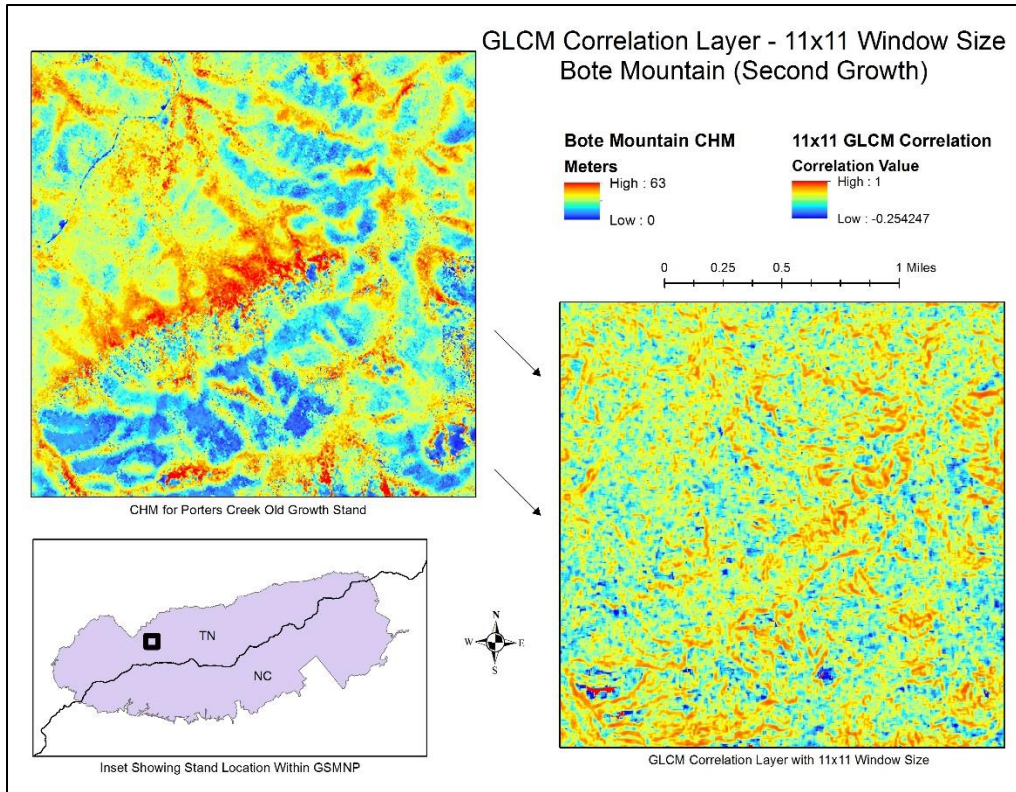 GLCM Correlation Layer - 11x11 Window Size
Bote Mountain (Second Growth)
Bote Mountain CHM
Meters
High : 63
Low : 0
11x11 GLCM Correlation
Correlation Value
High : 1
Low : -0.254247
0 0.25 0.5 1 Miles
CHM for Porters Creek Old Growth Stand
TN
NC
Inset Showing Stand Location Within GSMNP
N
W E
S
GLCM Correlation Layer with 11x11 Window Size